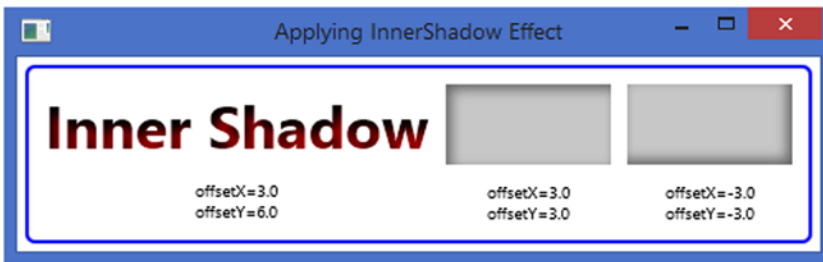 Applying InnerShadow Effect
Inner Shadow
offsetX=3.0
offsetY=6.0
offsetX=3.0
offsetY=3.0
offsetX=-3.0
offsetY=-3.0